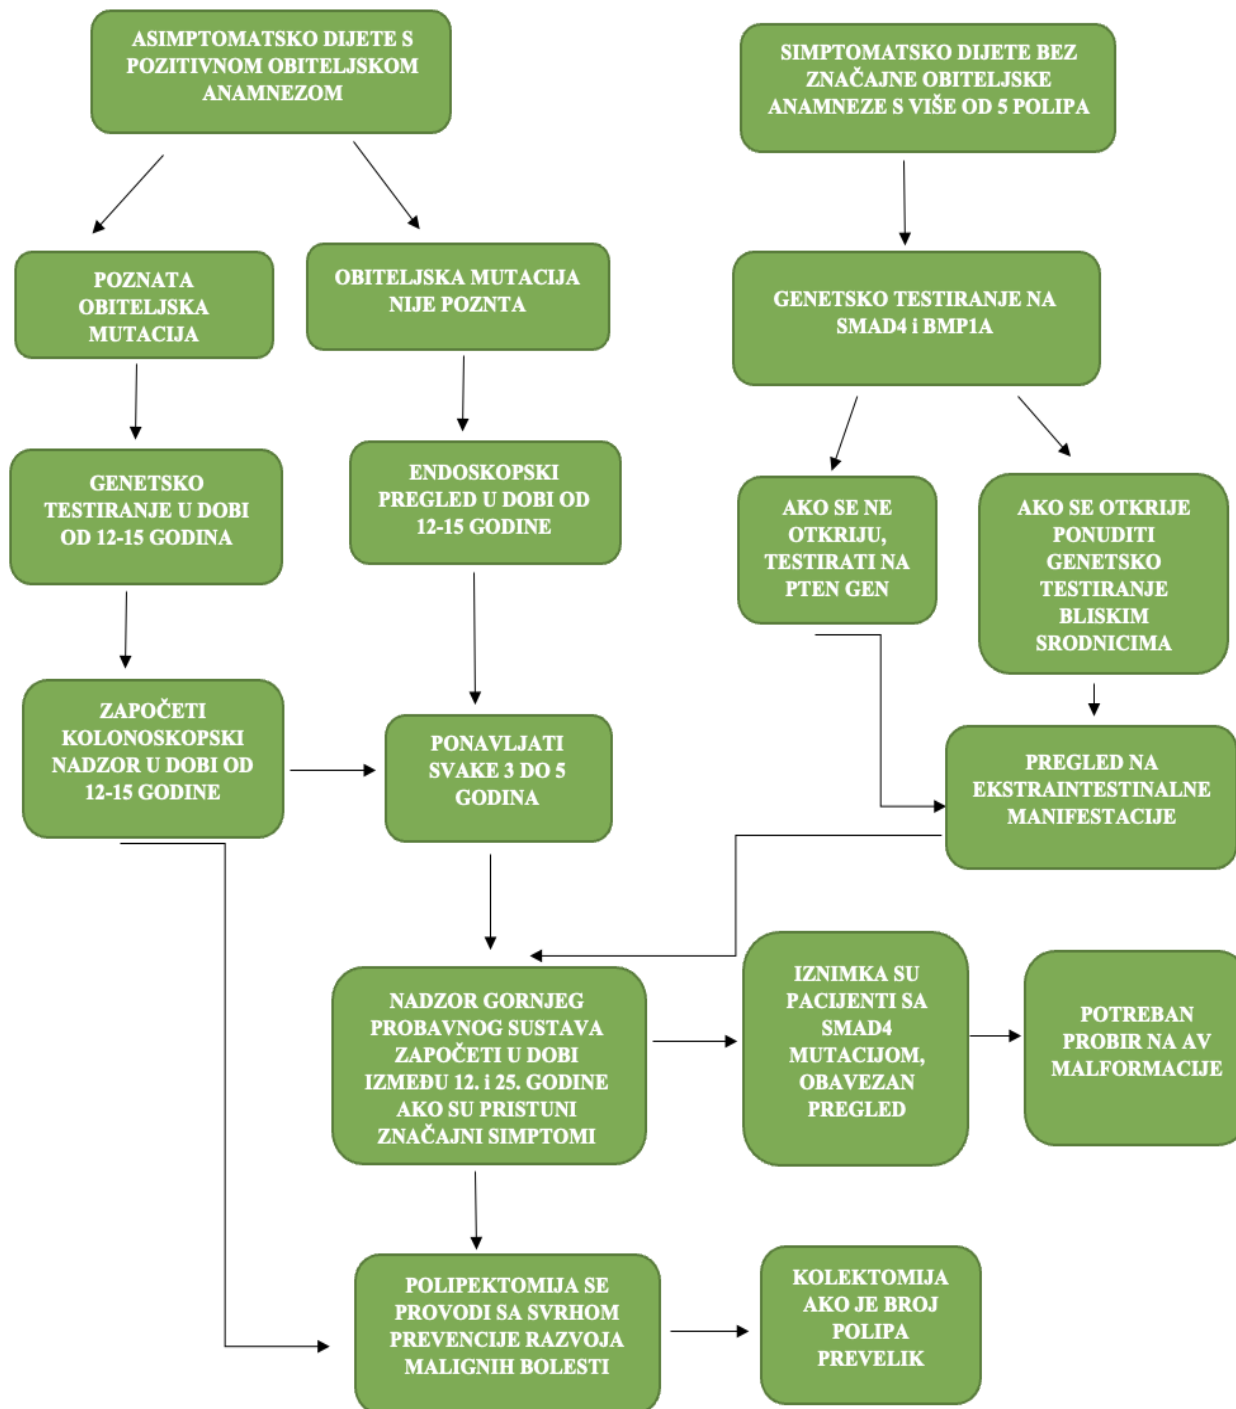 ASIMPTOMATSKO DIJETE S
POZITIVNOM OBITELJSKOM
ANAMNEZOM
SIMPTOMATSKO DIJETE BEZ
ZNAČAJNE OBITELJSKE
ANAMNEZE S VIŠE OD 5 POLIPA
POZNATA
OBITELJSKA
MUTACIJA
OBITELJSKA MUTACIJA
NIJE POZNTA
GENETSKO TESTIRANJE NA
SMAD4 i BMP1A
GENETSKO
TESTIRANJE U DOBI
OD 12-15 GODINA
ENDOSKOPSKI
PREGLED U DOBI OD
12-15 GODINE
AKO SE NE
OTKRIJU,
TESTIRATI NA
PTEN GEN
AKO SE OTKRIJE
PONUDITI
GENETSKO
TESTIRANJE
BLISKIM
SRODNICIMA
ZAPOČETI
KOLONOSKOPSKI
NADZOR U DOBI OD
12-15 GODINE
PONAVLJATI
SVAKE 3 DO 5
GODINA
PREGLED NA
EKSTRAINTESTINALNE
MANIFESTACIJE
NADZOR GORNJEG
PROBAVNOG SUSTAVA
ZAPOČETI U DOBI
IZMEĐU 12. i 25. GODINE
AKO SU PRISTUNI
ZNAČAJNI SIMPTOMI
IZNIMKA SU
PACIJENTI SA
SMAD4
MUTACIJOM,
OBAVEZAN
PREGLED
POTREBAN
PROBIR NA AV
MALFORMACIJE
POLIPEKTOMIJA SE
PROVODI SA SVRHOM
PREVENCIJE RAZVOJA
MALIGNIH BOLESTI
KOLEKTOMIJA
AKO JE BROJ
POLIPA
PREVELIK